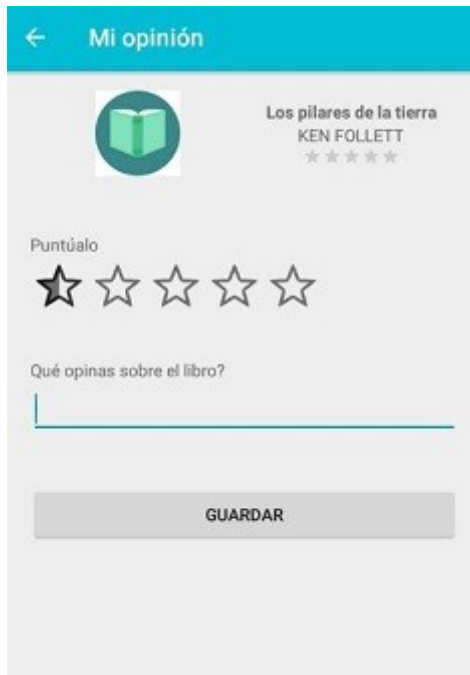 Mi opinión
Los pilares de la tierra
KEN FOLLETT
Puntúalo
Qué opinas sobre el libro?
GUARDAR